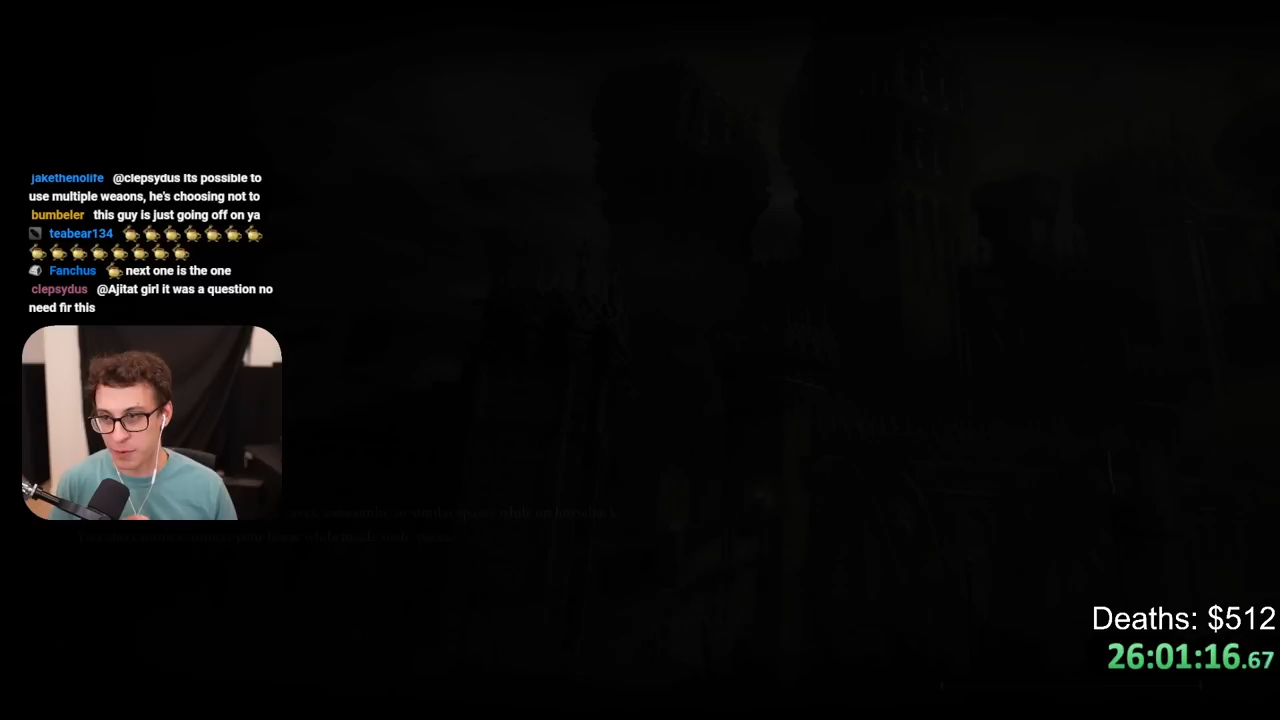 jakethenolife @clepsydus Its possible to
use multiple weaons, he's choosing not to
bumbeler this guy is just going off on ya
teabear134
Fanchus next one is the one
clepsydus @Ajitat girl it was a question no
need fir this
Deaths: $512
26:01:16.67